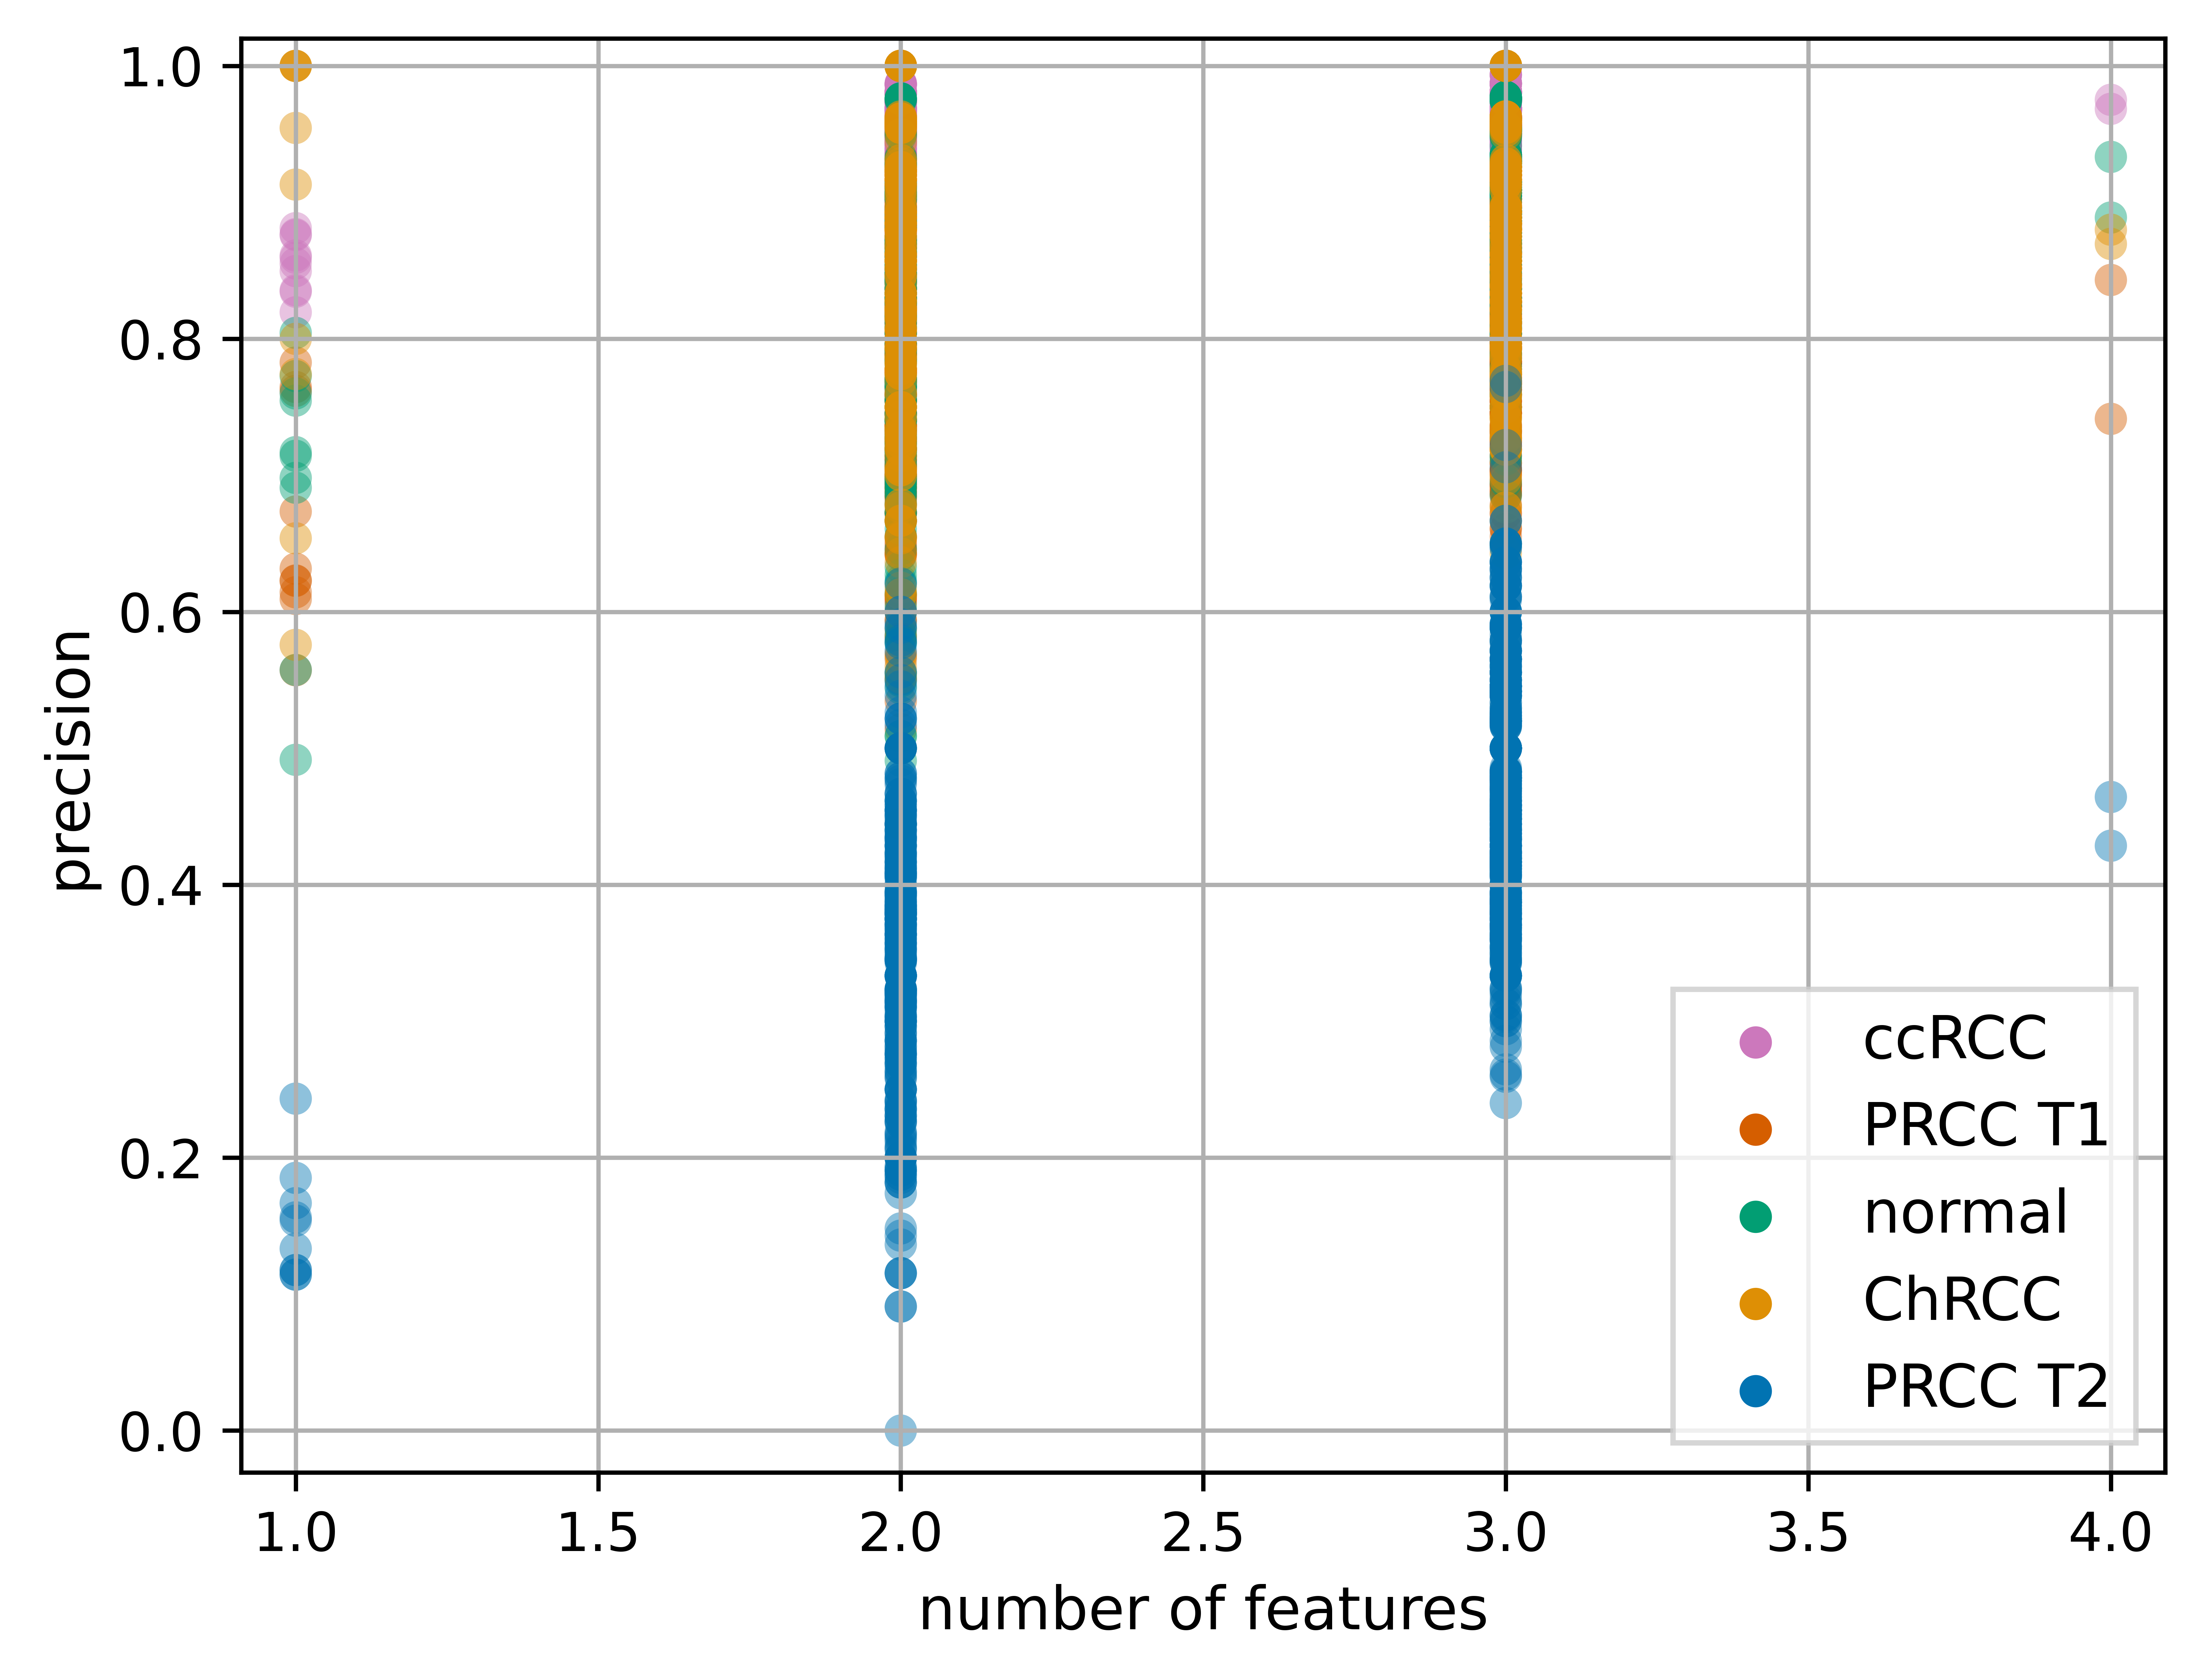 1.0
0.8
0.6
0.4
0.2
0.0
precision
1.0 1.5 2.0 2.5 3.0 3.5 4.0
number of features
ccRCC
PRCC T1
normal
ChRCC
PRCC T2